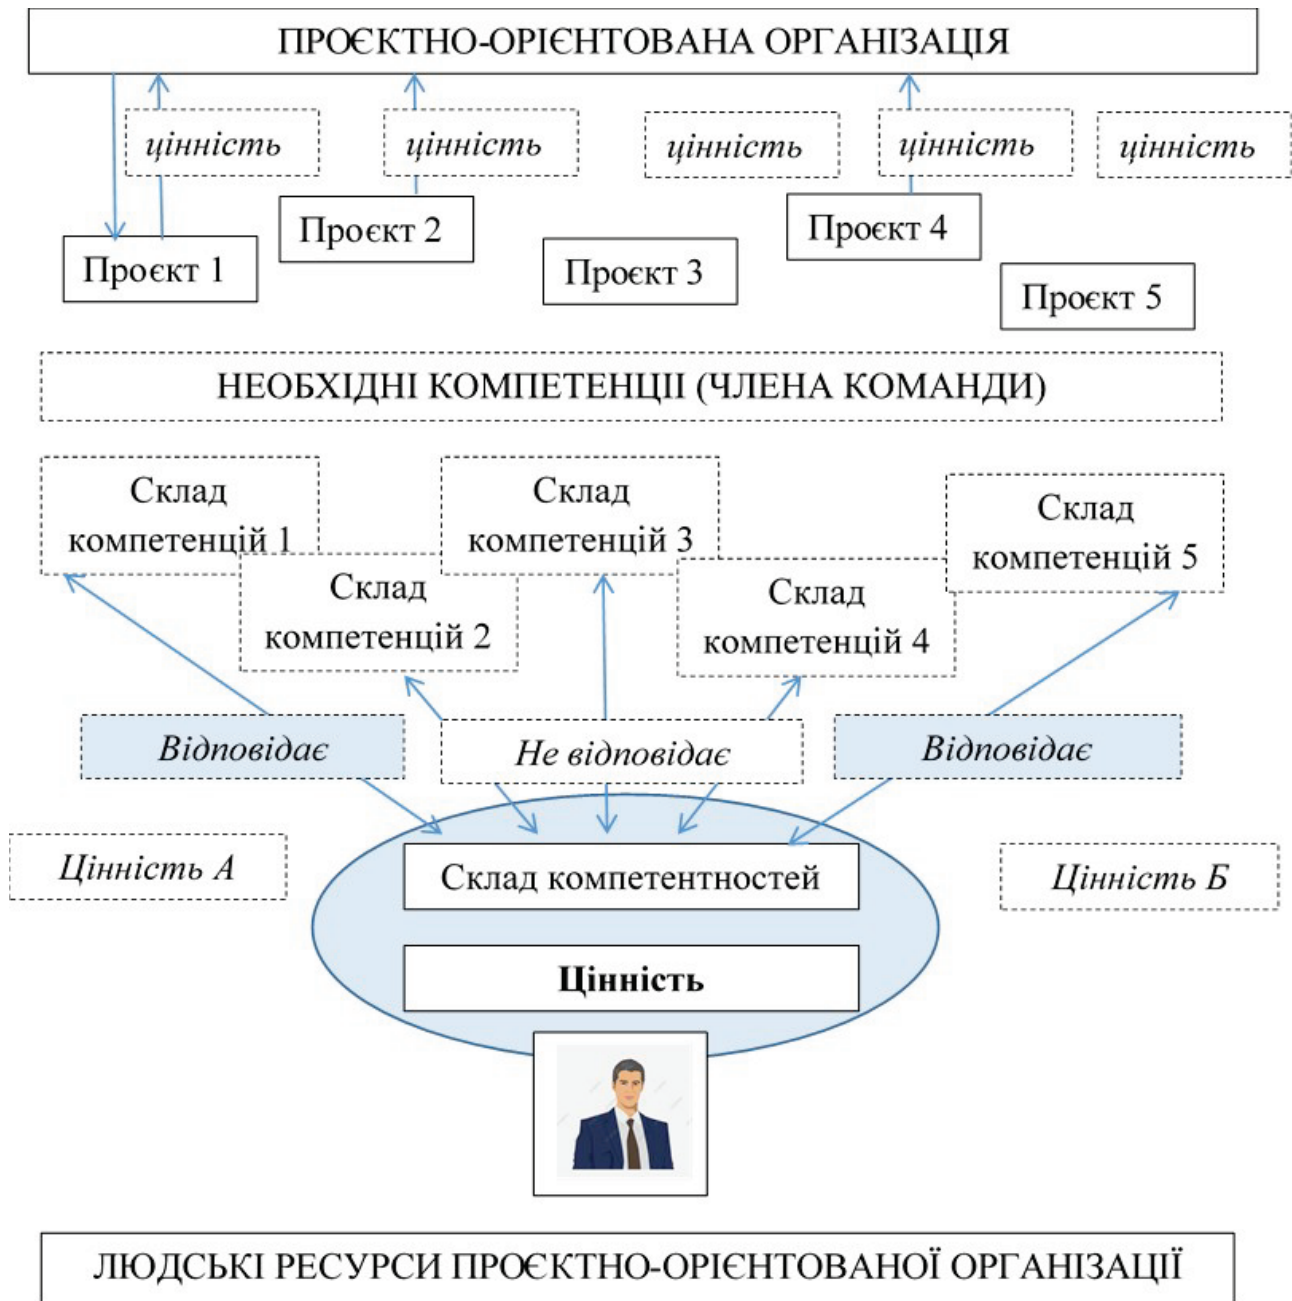 ПРОЄКТНО-ОРІЄНТОВАНА ОРГАНІЗАЦІЯ
цінність
цінність
цінність
цінність
цінність
Проєкт 1
Проєкт 2
Проєкт 3
Проєкт 4
Проєкт 5
НЕОБХІДНІ КОМПЕТЕНЦІІ (ЧЛЕНА КОМАНДИ)
Склад
компетенцій 1
Склад
компетенцій 2
Склад
компетенцій 3
Склад
компетенцій 4
Склад
компетенцій 5
Відповідає
Не відповідає
Відповідає
Цінність А
Склад компетентностей
Цінність Б
Цінність
ЛЮДСЬКІ РЕСУРСИ ПРОЄКТНО-ОРІЄНТОВАНОЇ ОРГАНІЗАЦІЇ